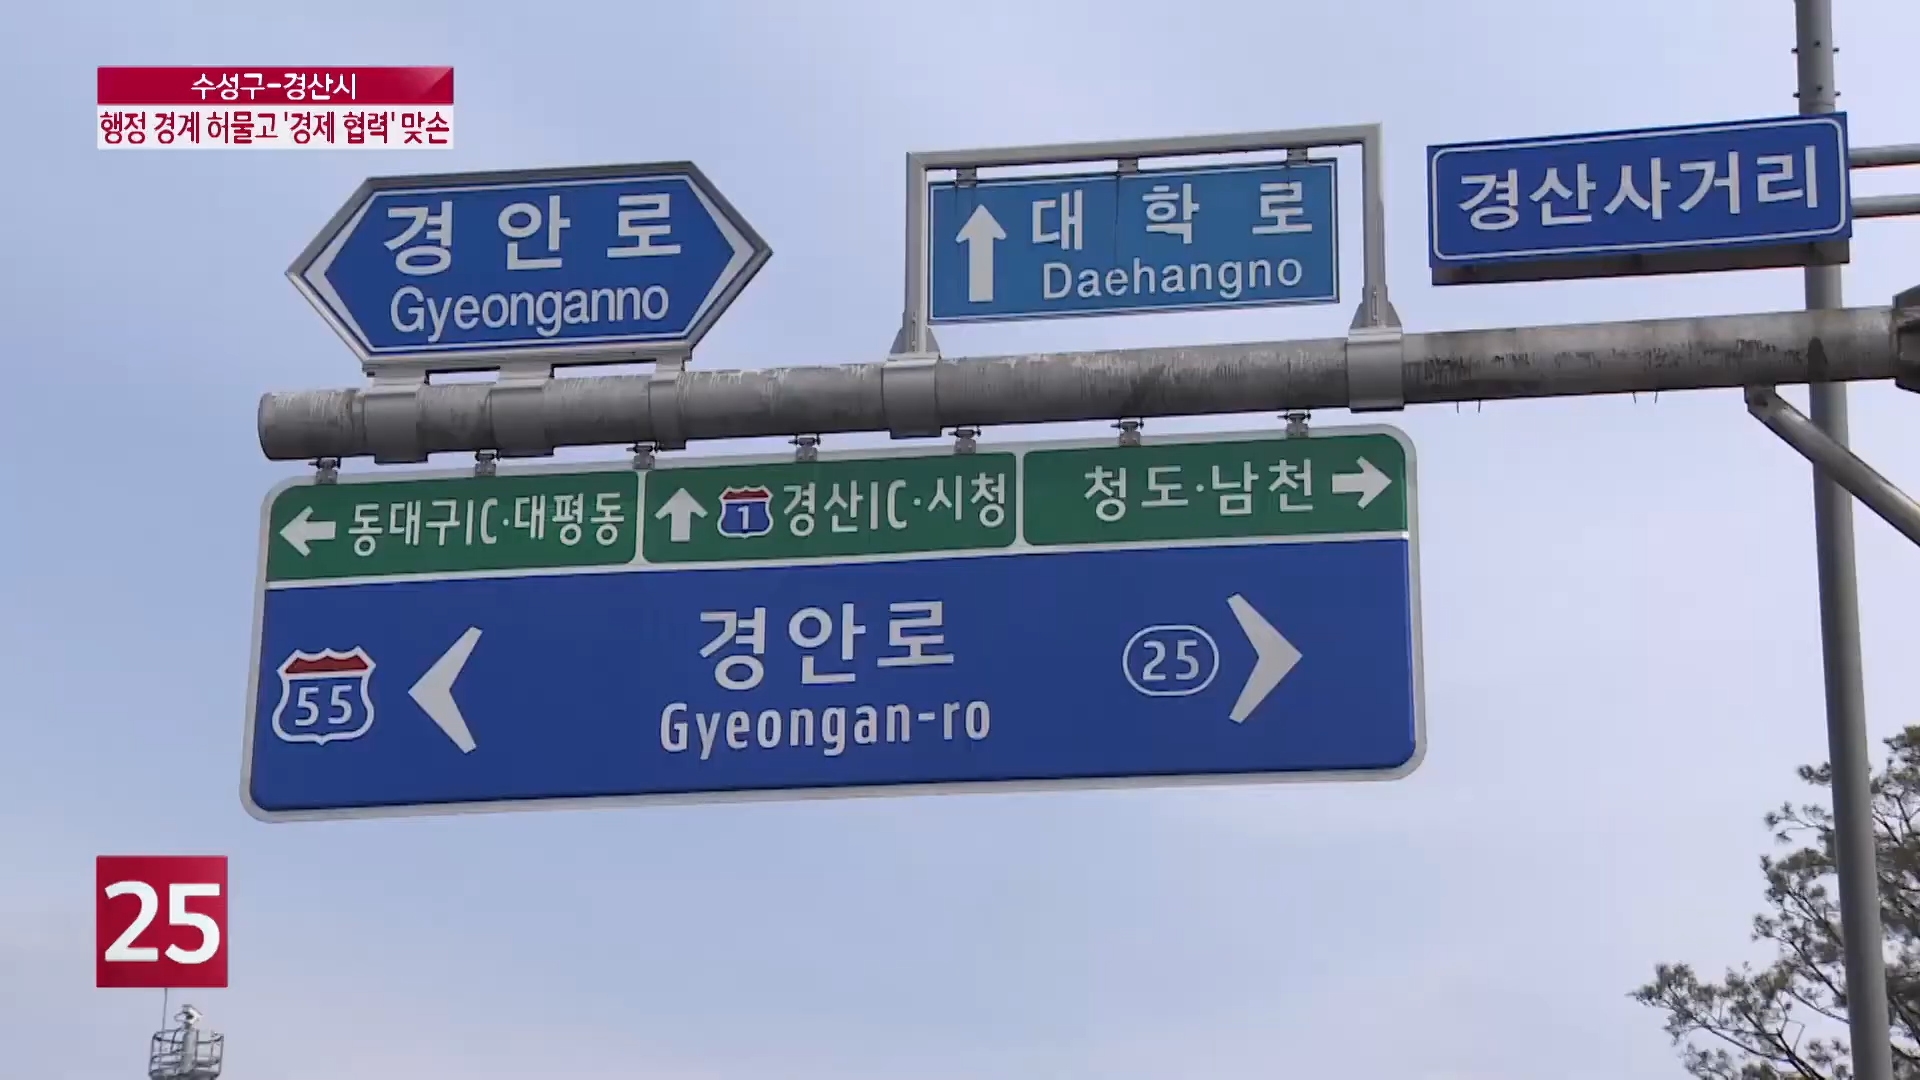 수성구-경산시
행정 경계 허물고 '경제 협력' 맞손
경안로
Gyeonganno
대학로
Daehangno
경산사거리
동대구IC·대평동
1 경산IC·시청
청도·남천
55
경안로
Gyeongan-ro
25
25